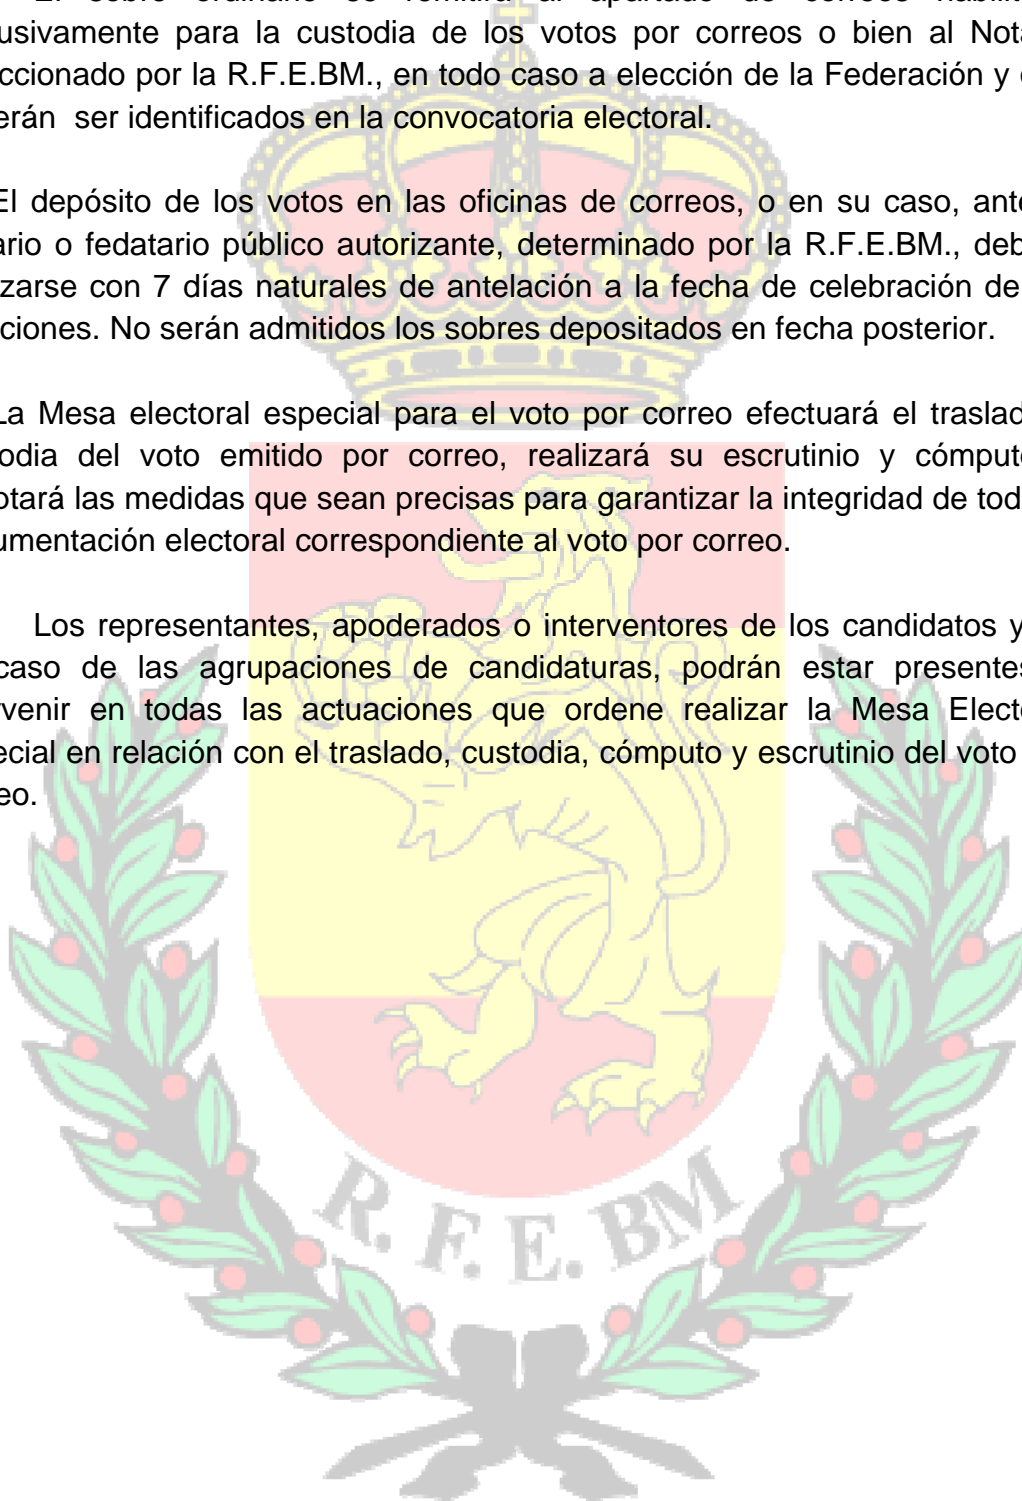 El sobre ordinario se remitirá al apartado de correos habilit
usivamente para la custodia de los votos por correos o bien al Nota
ccionado por la R.F.E.BM., en todo caso a elección de la Federación y
erán ser identificados en la convocatoria electoral.
El depósito de los votos en las oficinas de correos, o en su caso, ante
ario o fedatario público autorizante, determinado por la R.F.E.BM., deb
zarse con 7 días naturales de antelación a la fecha de celebración de
ciones. No serán admitidos los sobres depositados en fecha posterior.
La Mesa electoral especial para el voto por correo efectuará el traslad
odia del voto emitido por correo, realizará su escrutinio y cómput
otará las medidas que sean precisas para garantizar la integridad de tod
umentación electoral correspondiente al voto por correo.
Los representantes, apoderados o interventores de los candidatos y
caso de las agrupaciones de candidaturas, podrán estar presentes
rvenir en todas las actuaciones que ordene realizar la Mesa Elect
ecial en relación con el traslado, custodia, cómputo y escrutinio del voto
eo.
R. F. E. BM